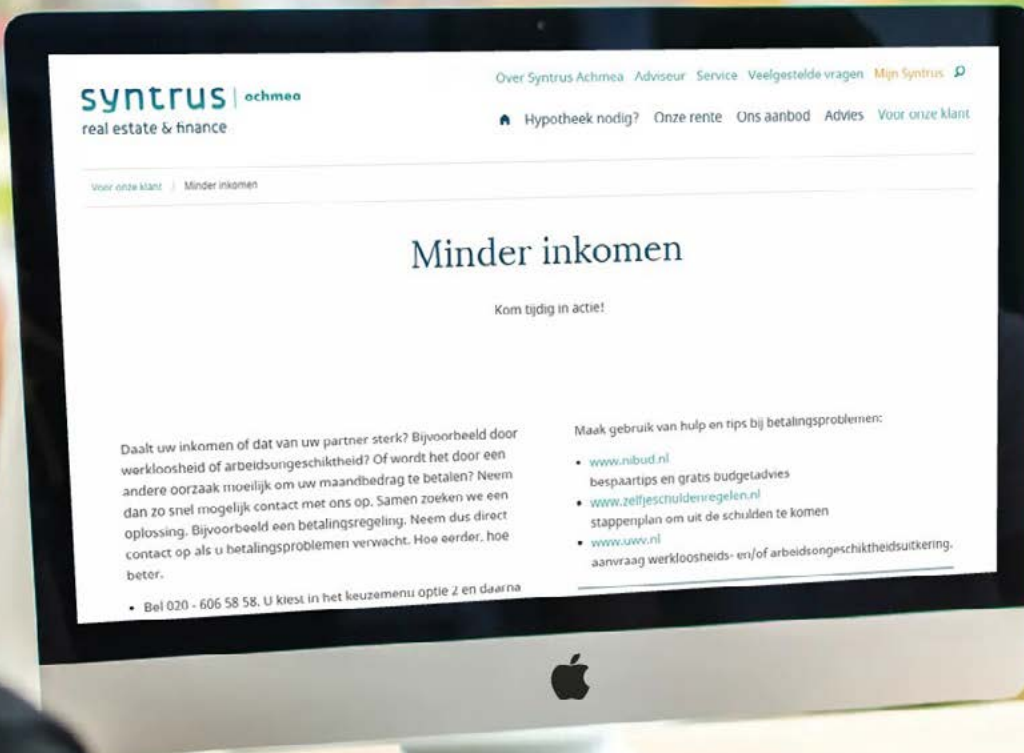 Over Syntrus Achmea Adviseur Service Veelgestelde vragen Mijn Syntrus
syntrus | achmea
real estate & finance
Hypotheek nodig? Onze rente Ons aanbod Advies Voor onze klant
Voor onze klant / Minder inkomen
Minder inkomen
Kom tijdig in actie!
Daalt uw inkomen of dat van uw partner sterk? Bijvoorbeeld door
werkloosheid of arbeidsongeschiktheid? Of wordt het door een
andere oorzaak moeilijk om uw maandbedrag te betalen? Neem
dan zo snel mogelijk contact met ons op. Samen zoeken we een
oplossing. Bijvoorbeeld een betalingsregeling. Neem dus direct
contact op als u betalingsproblemen verwacht. Hoe eerder, hoe
beter.
• Bel 020 - 606 58 58. U kiest in het keuzemenu optie 2 en daarna
Maak gebruik van hulp en tips bij betalingsproblemen:
• www.nibud.nl
bespaartips en gratis budgetadvies
• www.zelfjeschuldenregelen.nl
stappenplan om uit de schulden te komen
• www.uwv.nl
aanvraag werkloosheids- en/of arbeidsongeschiktheidsuitkering.